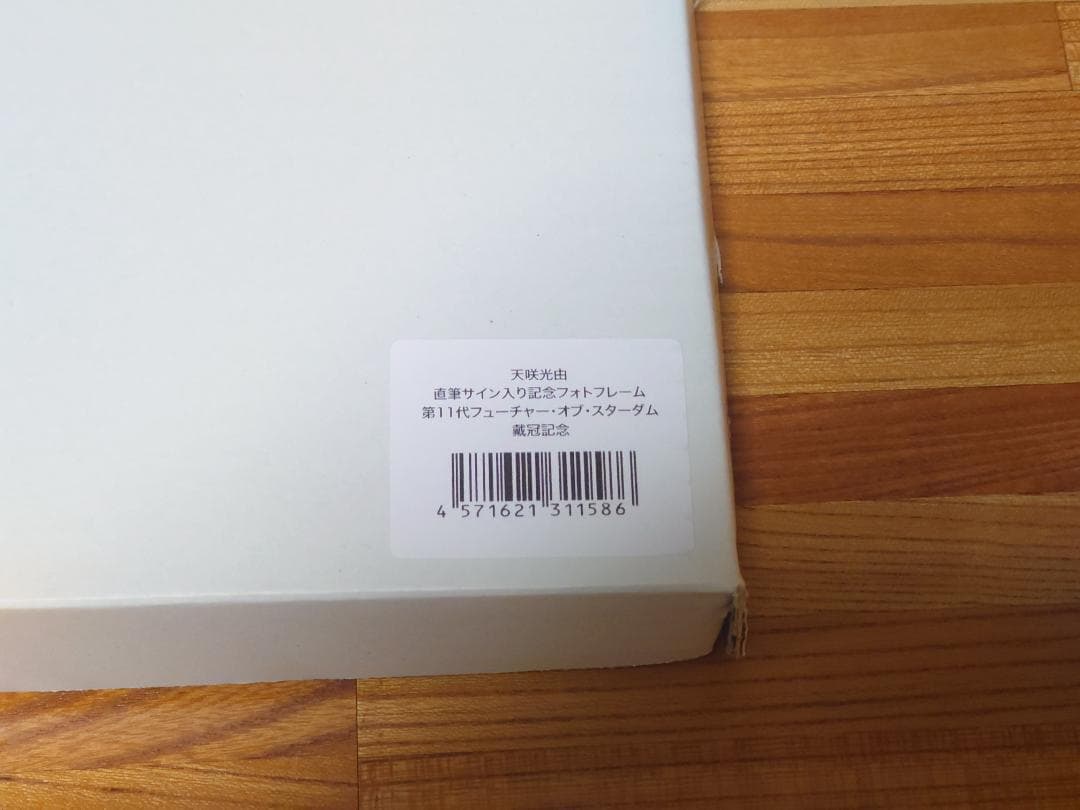 天咲光由
直筆サイン入り記念フォトフレーム
第11代フューチャー・オブ・スターダム
戴冠記念
4 571621 311586